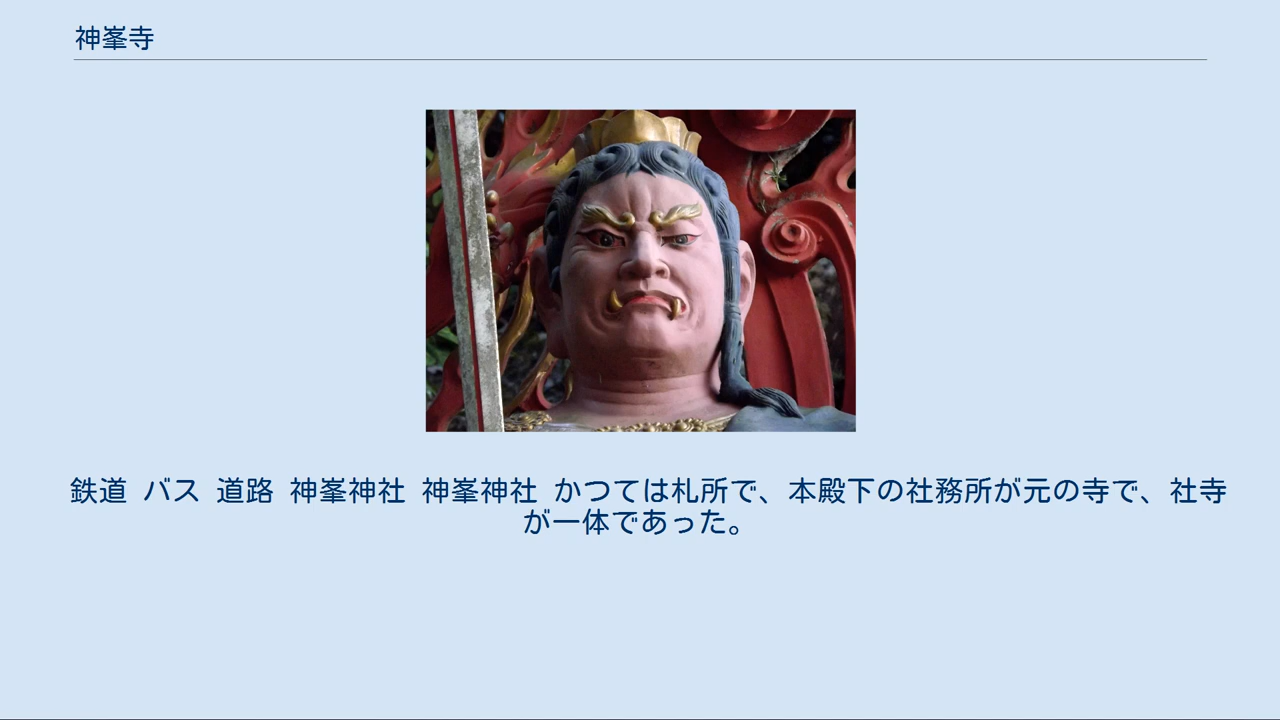 神峯寺
鉄道 バス 道路 神峯神社 神峯神社 かつては札所で、本殿下の社務所が元の寺で、社寺
が一体であった。